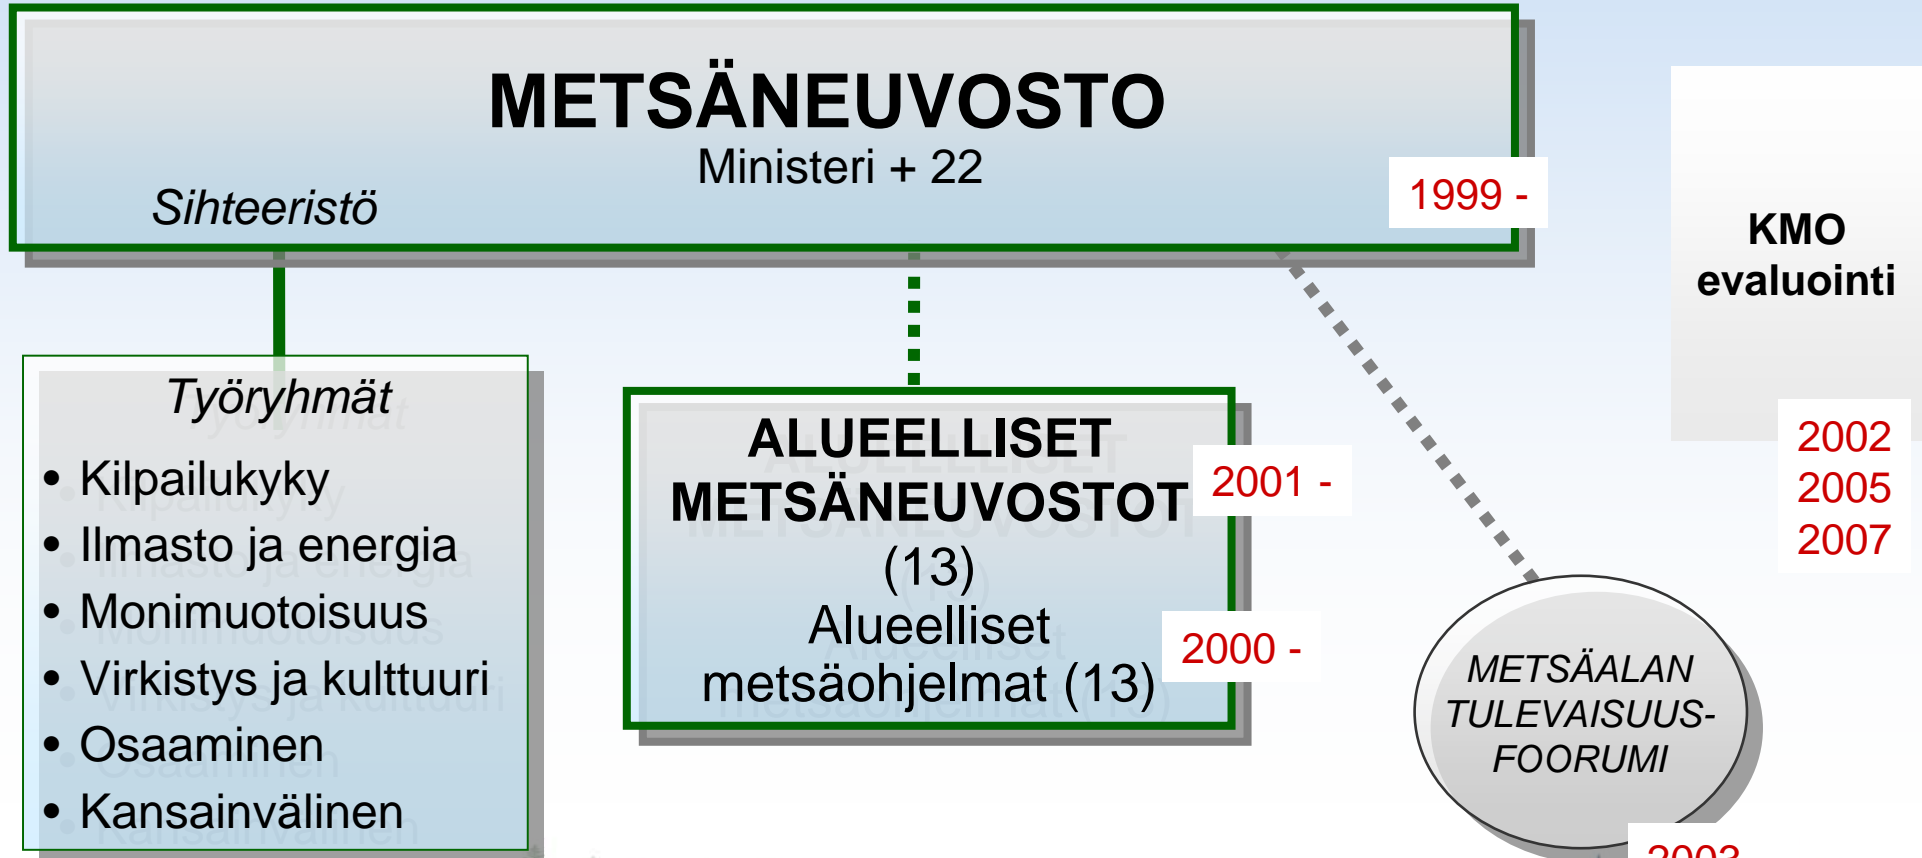 METSÄNEUVOSTO
Ministeri + 22
Sihteeristö
1999 -
KMO
evaluointi
2002
2005
2007
Työryhmät
• Kilpailukyky
• Ilmasto ja energia
• Monimuotoisuus
• Virkistys ja kulttuuri
• Osaaminen
• Kansainvälinen
ALUEELLISET
METSÄNEUVOSTOT
(13)
Alueelliset
metsäohjelmat (13)
2001 -
2000 -
METSÄALAN
TULEVAISUUS-
FOORUMI
2003